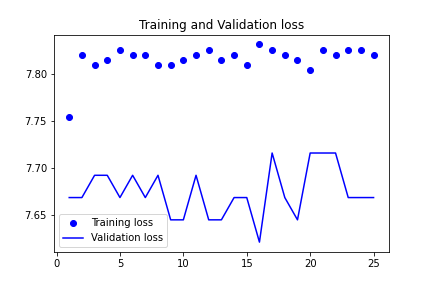 Training and Validation loss
7.80
7.75
7.70
7.65
Training loss
Validation loss
0 5 10 15 20 25